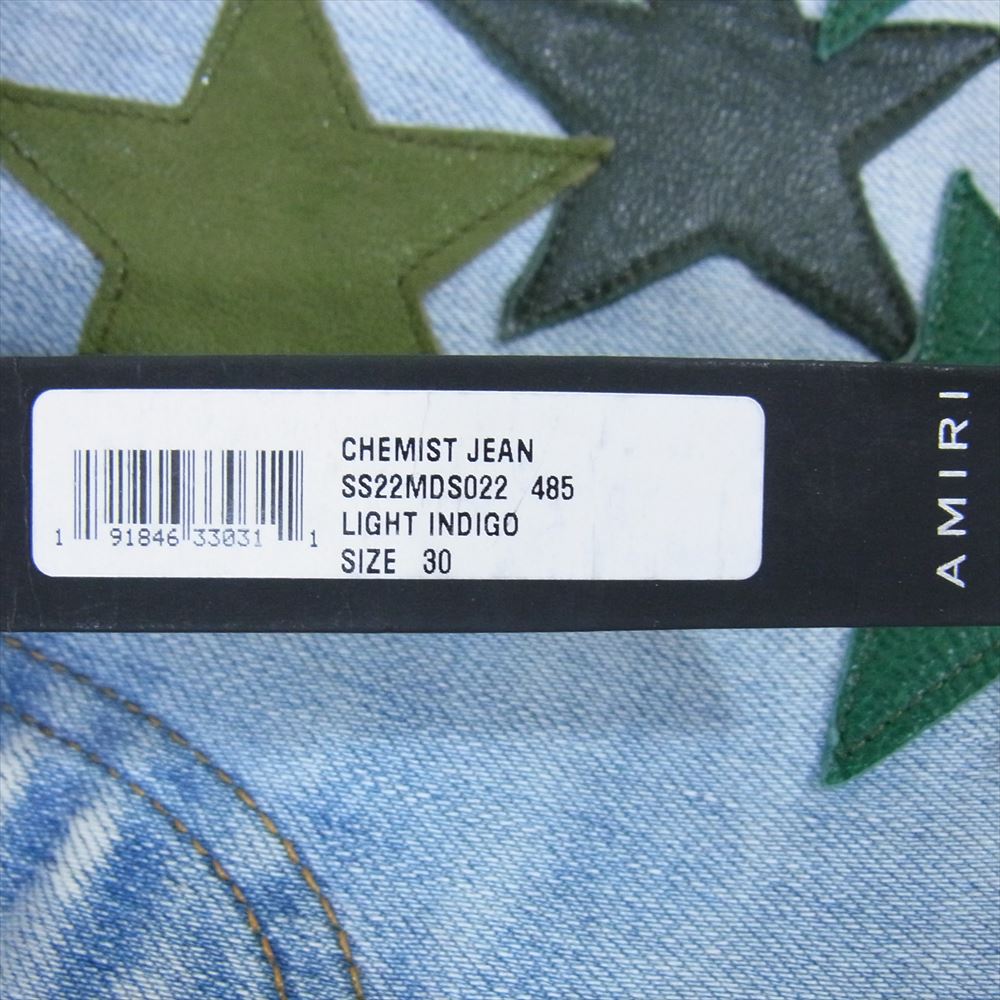 CHEMIST JEAN
SS22MDS022 485
LIGHT INDIGO
SIZE 30
1 91846 33031 1
AMIRI